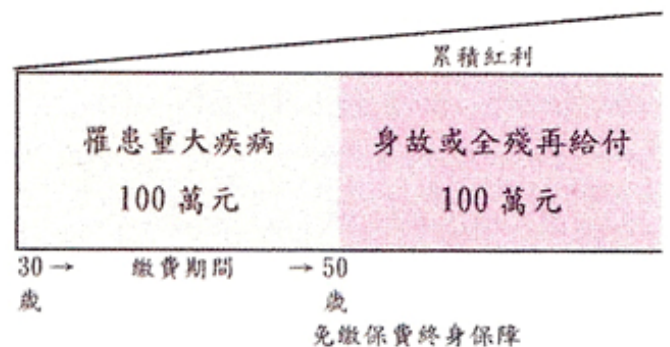 累積紅利
罹患重大疾病
100 萬元
身故或全殘再給付
100 萬元
30 → 繳費期間 → 50
歲 歲
免繳保費終身保障